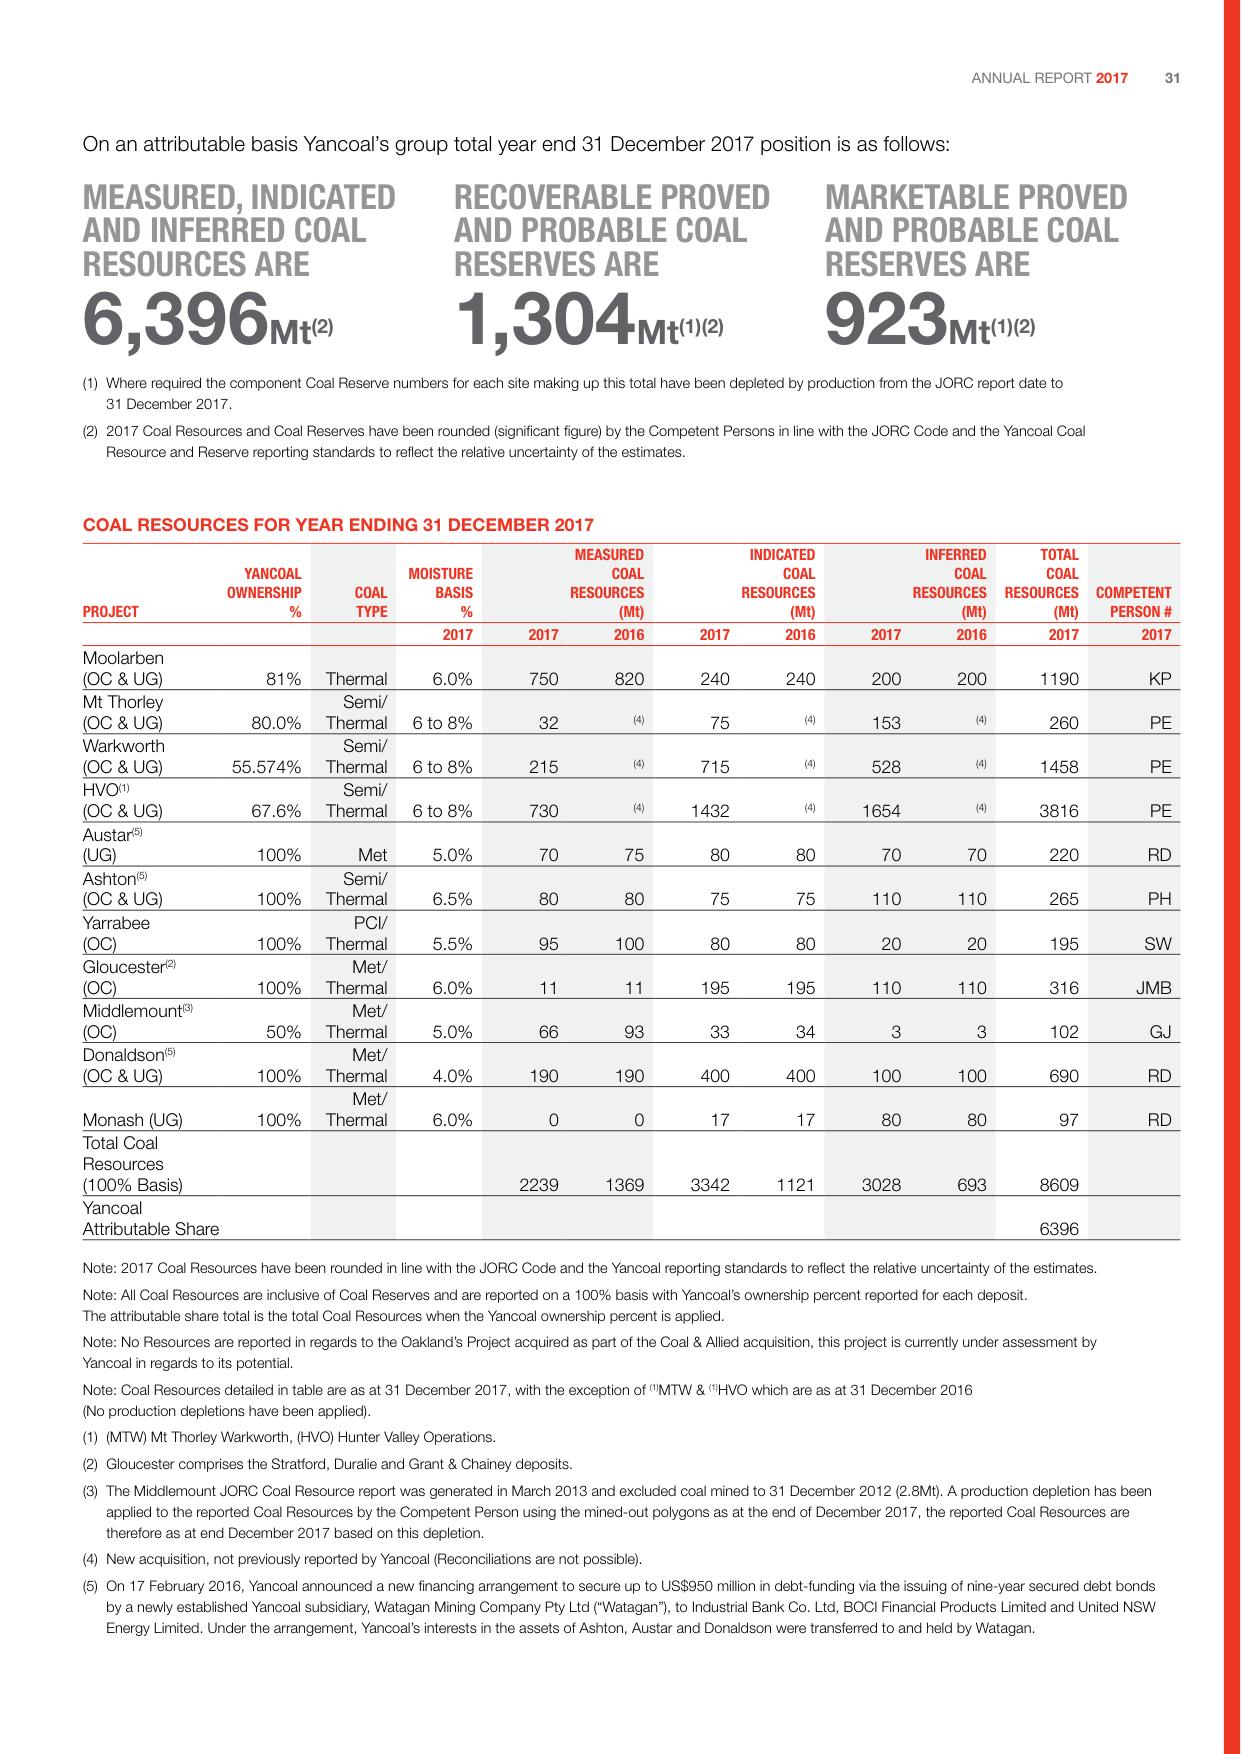 ANNUAL REPORT 2017 31
On an attributable basis Yancoal's group total year end 31 December 2017 position is as follows:
MEASURED, INDICATED
AND INFERRED COAL
RESOURCES ARE
6,396Mt(2)
RECOVERABLE PROVED
AND PROBABLE COAL
RESERVES ARE
1,304Mt(1)(2)
MARKETABLE PROVED
AND PROBABLE COAL
RESERVES ARE
923Mt(1)(2)
(1) Where required the component Coal Reserve numbers for each site making up this total have been depleted by production from the JORC report date to
31 December 2017.
(2) 2017 Coal Resources and Coal Reserves have been rounded (significant figure) by the Competent Persons in line with the JORC Code and the Yancoal Coal
Resource and Reserve reporting standards to reflect the relative uncertainty of the estimates.
COAL RESOURCES FOR YEAR ENDING 31 DECEMBER 2017
MEASURED INDICATED INFERRED TOTAL
YANCOAL MOISTURE COAL COAL COAL COAL
OWNERSHIP COAL BASIS RESOURCES RESOURCES RESOURCES RESOURCES COMPETENT
PROJECT % TYPE % (Mt) (Mt) (Mt) (Mt) PERSON #
2017 2017 2016 2017 2016 2017 2016 2017 2017
Moolarben
(OC & UG) 81% Thermal 6.0% 750 820 240 240 200 200 1190 KP
Mt Thorley Semi/
(OC & UG) 80.0% Thermal 6 to 8% 32 (4) 75 (4) 153 (4) 260 PE
Warkworth Semi/
(OC & UG) 55.574% Thermal 6 to 8% 215 (4) 715 (4) 528 (4) 1458 PE
HVO(1) Semi/
(OC & UG) 67.6% Thermal 6 to 8% 730 (4) 1432 (4) 1654 (4) 3816 PE
Austar(5)
(UG) 100% Met 5.0% 70 75 80 80 70 70 220 RD
Ashton(5) Semi/
(OC & UG) 100% Thermal 6.5% 80 80 75 75 110 110 265 PH
Yarrabee PCI/
(OC) 100% Thermal 5.5% 95 100 80 80 20 20 195 SW
Gloucester(2) Met/
(OC) 100% Thermal 6.0% 11 11 195 195 110 110 316 JMB
Middlemount(3) Met/
(OC) 50% Thermal 5.0% 66 93 33 34 3 3 102 GJ
Donaldson(5) Met/
(OC & UG) 100% Thermal 4.0% 190 190 400 400 100 100 690 RD
Met/
Monash (UG) 100% Thermal 6.0% 0 0 17 17 80 80 97 RD
Total Coal
Resources
(100% Basis) 2239 1369 3342 1121 3028 693 8609
Yancoal
Attributable Share 6396
Note: 2017 Coal Resources have been rounded in line with the JORC Code and the Yancoal reporting standards to reflect the relative uncertainty of the estimates.
Note: All Coal Resources are inclusive of Coal Reserves and are reported on a 100% basis with Yancoal's ownership percent reported for each deposit.
The attributable share total is the total Coal Resources when the Yancoal ownership percent is applied.
Note: No Resources are reported in regards to the Oakland's Project acquired as part of the Coal & Allied acquisition, this project is currently under assessment by
Yancoal in regards to its potential.
Note: Coal Resources detailed in table are as at 31 December 2017, with the exception of (1)MTW & (1)HVO which are as at 31 December 2016
(No production depletions have been applied).
(1) (MTW) Mt Thorley Warkworth, (HVO) Hunter Valley Operations.
(2) Gloucester comprises the Stratford, Duralie and Grant & Chainey deposits.
(3) The Middlemount JORC Coal Resource report was generated in March 2013 and excluded coal mined to 31 December 2012 (2.8Mt). A production depletion has been
applied to the reported Coal Resources by the Competent Person using the mined-out polygons as at the end of December 2017, the reported Coal Resources are
therefore as at end December 2017 based on this depletion.
(4) New acquisition, not previously reported by Yancoal (Reconciliations are not possible).
(5) On 17 February 2016, Yancoal announced a new financing arrangement to secure up to US$950 million in debt-funding via the issuing of nine-year secured debt bonds
by a newly established Yancoal subsidiary, Watagan Mining Company Pty Ltd ("Watagan"), to Industrial Bank Co. Ltd, BOCI Financial Products Limited and United NSW
Energy Limited. Under the arrangement, Yancoal's interests in the assets of Ashton, Austar and Donaldson were transferred to and held by Watagan.